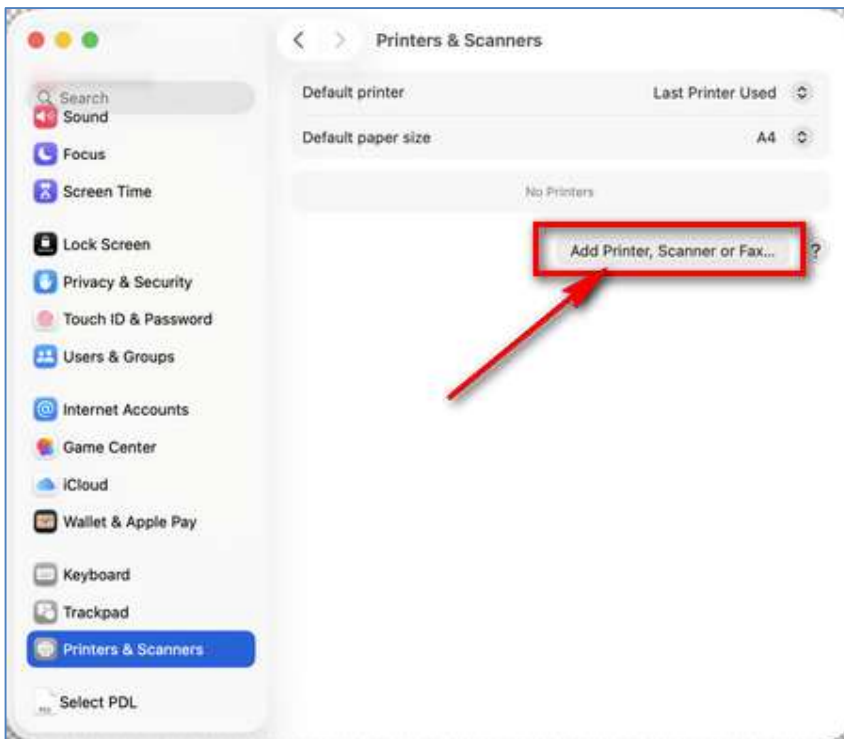 Printers & Scanners
Search
Sound
Focus
Screen Time
Lock Screen
Privacy & Security
Touch ID & Password
Users & Groups
Internet Accounts
Game Center
iCloud
Wallet & Apple Pay
Keyboard
Trackpad
Printers & Scanners
Select PDL
Default printer Last Printer Used
Default paper size A4
No Printers
Add Printer, Scanner or Fax... ?